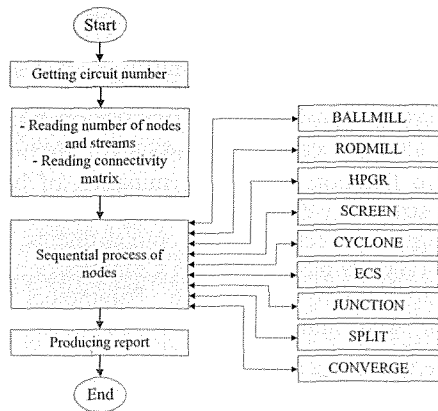 Start
Getting circuit number
- Reading number of nodes
and streams
- Reading connectivity
matrix
Sequential process of
nodes
Producing report
End
BALLMILL
RODMILL
HPGR
SCREEN
CYCLONE
ECS
JUNCTION
SPLIT
CONVERGE